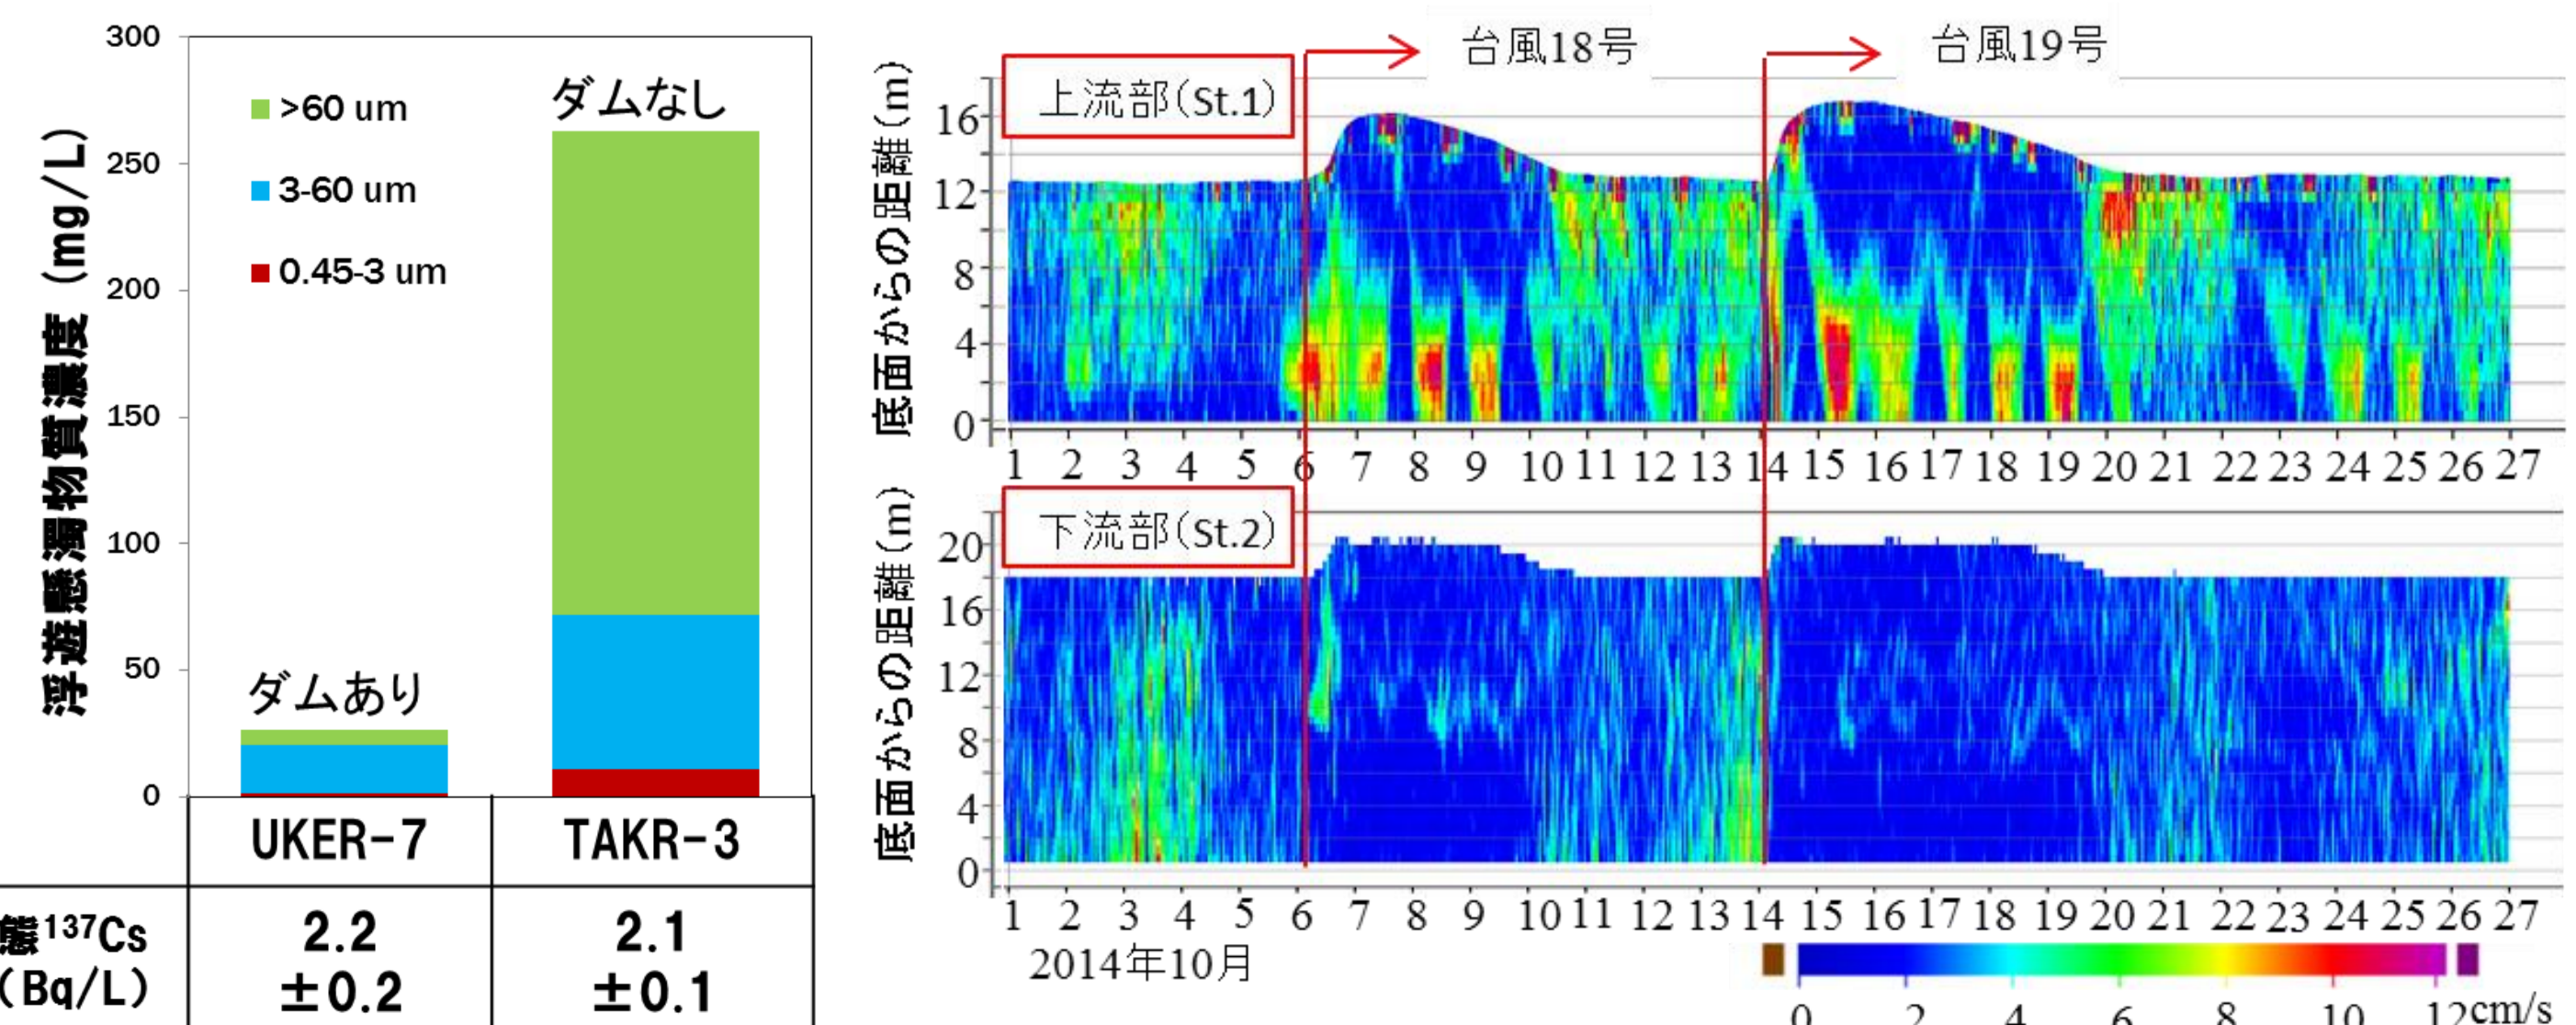 浮遊懸濁物質濃度 (mg/L)
300
250
200
150
100
50
0
>60 um
3-60 um
0.45-3 um
ダムあり
ダムなし
UKER-7 TAKR-3
態137Cs
(Bq/L)
2.2
±0.2
2.1
±0.1
台風18号
台風19号
上流部(St.1)
底面からの距離(m)
16
12
8
4
0
1 2 3 4 5 6 7 8 9 10 11 12 13 14 15 16 17 18 19 20 21 22 23 24 25 26 27
下流部(St.2)
底面からの距離(m)
20
16
12
8
4
0
1 2 3 4 5 6 7 8 9 10 11 12 13 14 15 16 17 18 19 20 21 22 23 24 25 26 27
2014年10月
0 2 4 6 8 10 12cm/s